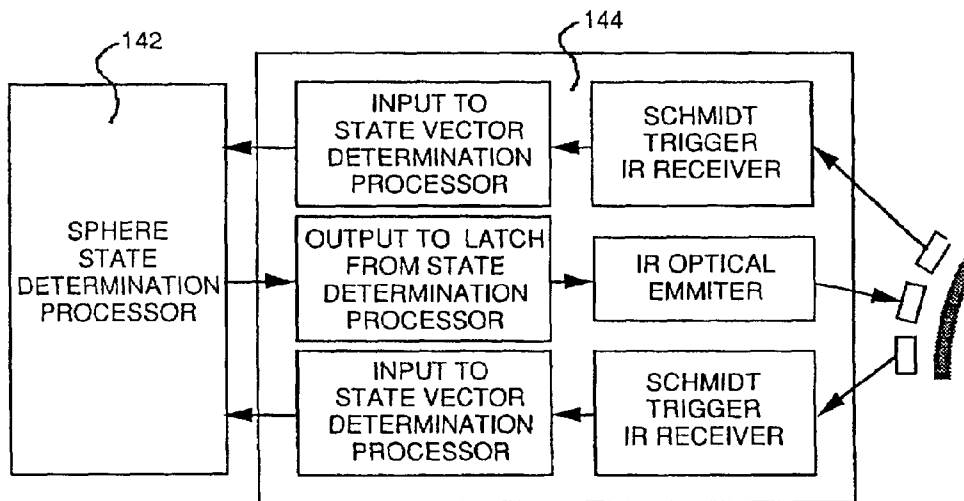 142
144
SPHERE
STATE
DETERMINATION
PROCESSOR
INPUT TO
STATE VECTOR
DETERMINATION
PROCESSOR
SCHMIDT
TRIGGER
IR RECEIVER
OUTPUT TO LATCH
FROM STATE
DETERMINATION
PROCESSOR
IR OPTICAL
EMMITER
INPUT TO
STATE VECTOR
DETERMINATION
PROCESSOR
SCHMIDT
TRIGGER
IR RECEIVER